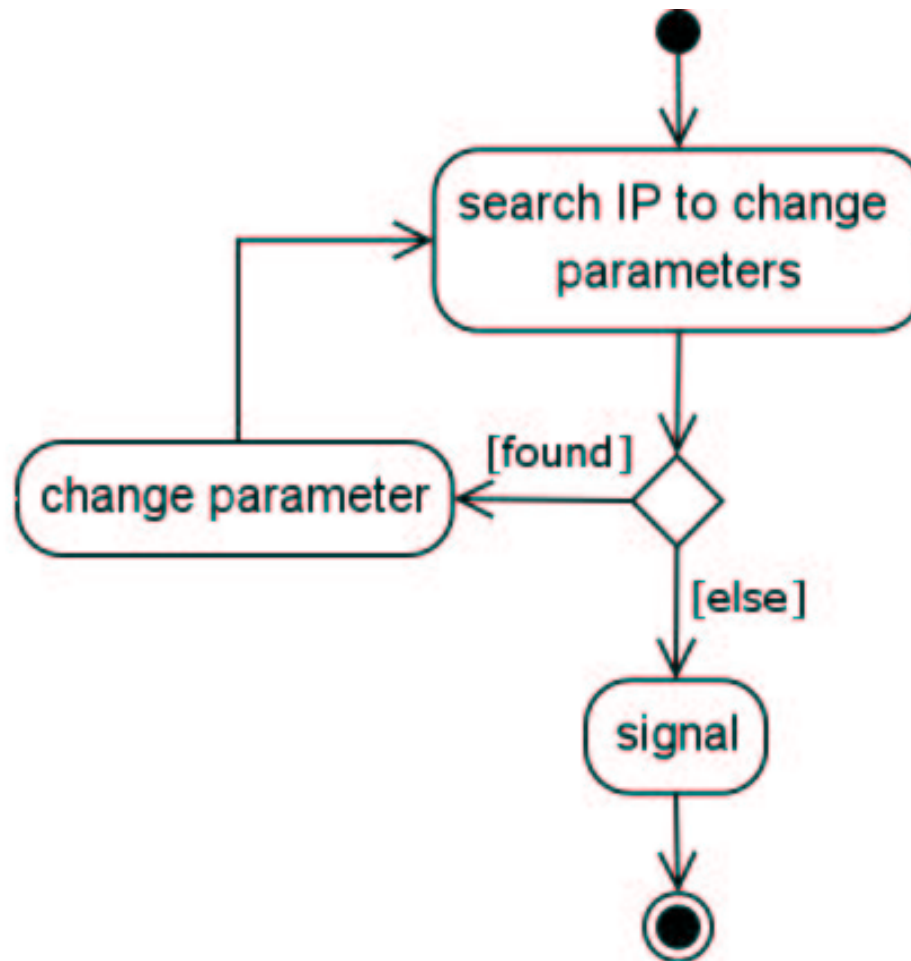 search IP to change
parameters
[found]
change parameter
[else]
signal